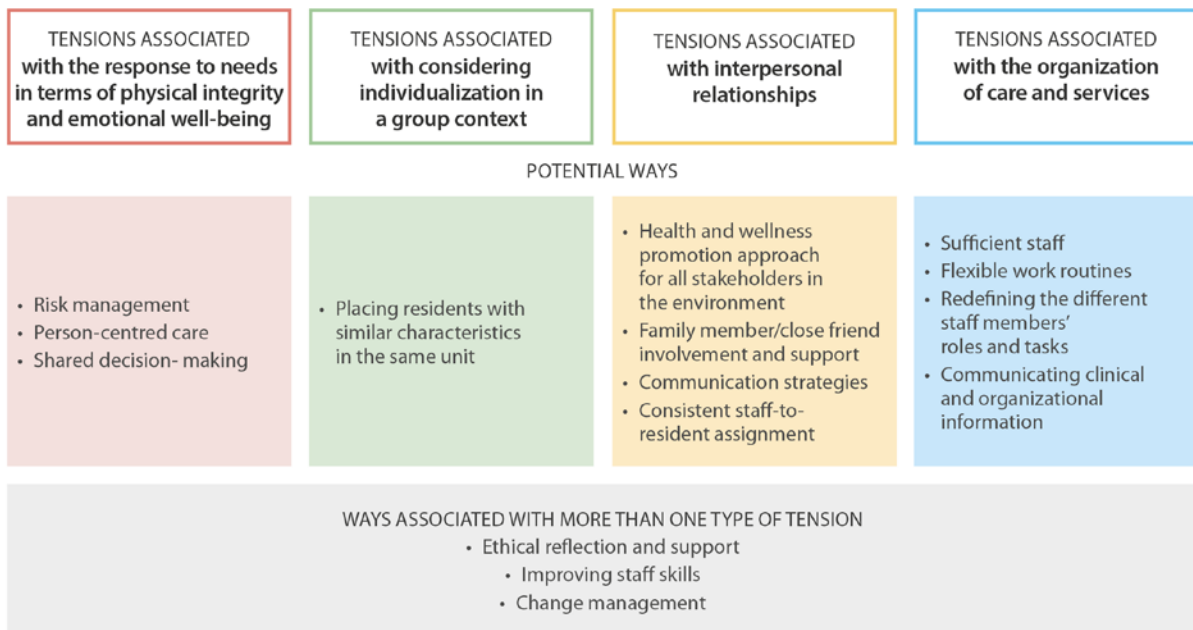 TENSIONS ASSOCIATED
with the response to needs
in terms of physical integrity
and emotional well-being
TENSIONS ASSOCIATED
with considering
individualization in
a group context
TENSIONS ASSOCIATED
with interpersonal
relationships
TENSIONS ASSOCIATED
with the organization
of care and services
POTENTIAL WAYS
• Risk management
• Person-centred care
• Shared decision- making
• Placing residents with
similar characteristics
in the same unit
• Health and wellness
promotion approach
for all stakeholders in
the environment
• Family member/close friend
involvement and support
• Communication strategies
• Consistent staff-to-
resident assignment
• Sufficient staff
• Flexible work routines
• Redefining the different
staff members’
roles and tasks
• Communicating clinical
and organizational
information
WAYS ASSOCIATED WITH MORE THAN ONE TYPE OF TENSION
• Ethical reflection and support
• Improving staff skills
• Change management